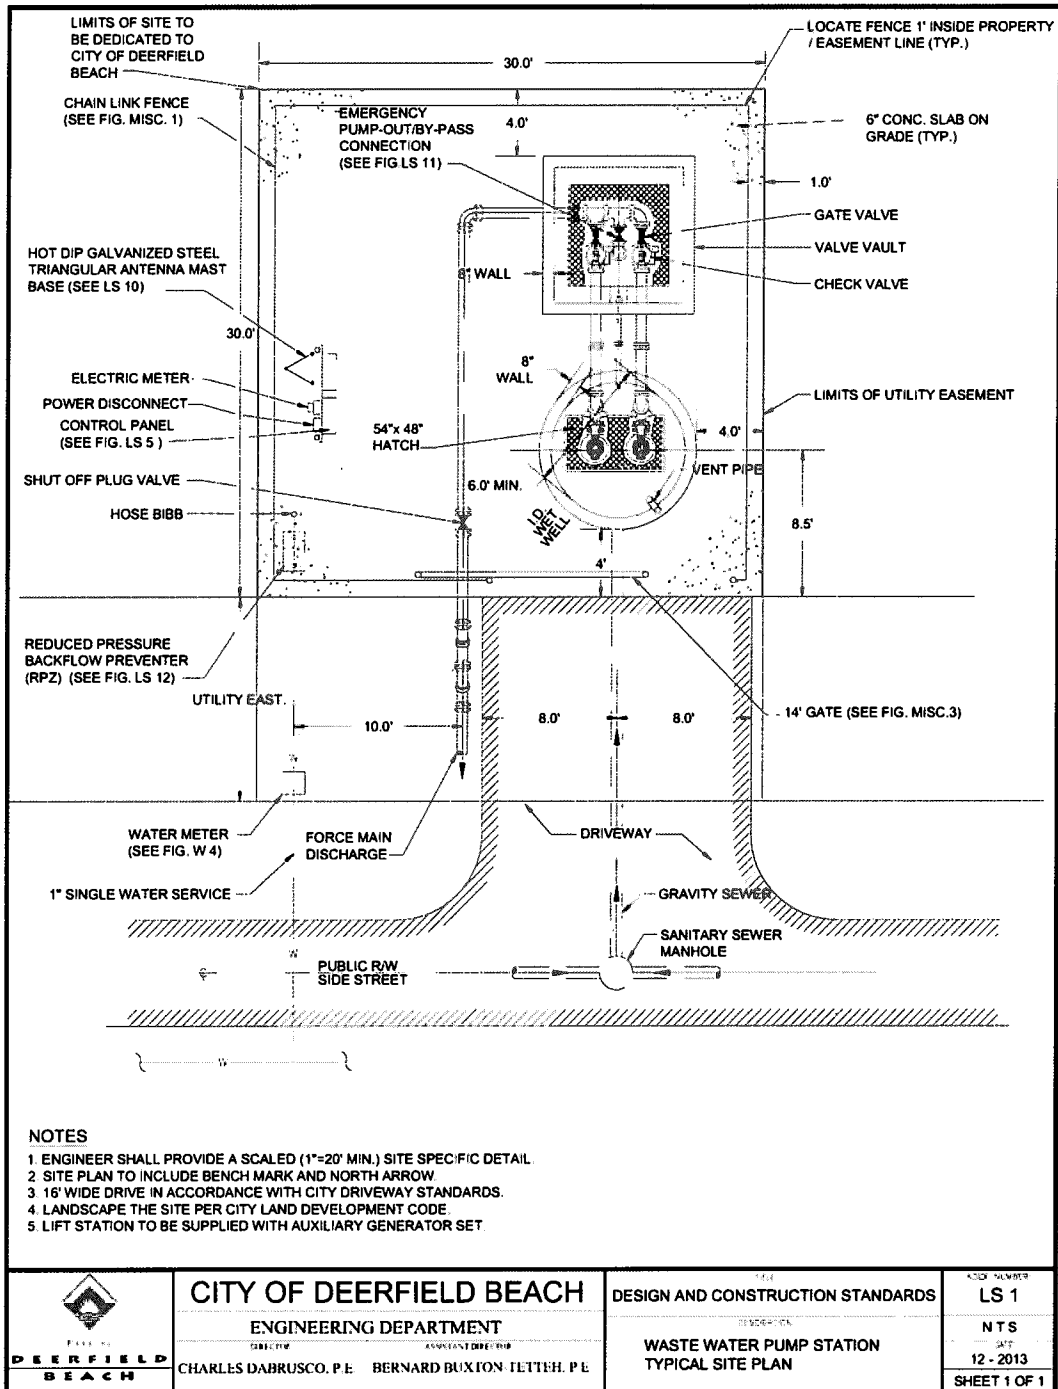 LIMITS OF SITE TO
BE DEDICATED TO
CITY OF DEERFIELD
BEACH
CHAIN LINK FENCE
(SEE FIG. MISC. 1)
HOT DIP GALVANIZED STEEL
TRIANGULAR ANTENNA MAST
BASE (SEE LS 10)
30.0'
ELECTRIC METER
POWER DISCONNECT
CONTROL PANEL
(SEE FIG. LS 5 )
SHUT OFF PLUG VALVE
HOSE BIBB
REDUCED PRESSURE
BACKFLOW PREVENTER
(RPZ) (SEE FIG. LS 12)
UTILITY EAST.
10.0'
W
WATER METER
(SEE FIG. W 4)
1" SINGLE WATER SERVICE
30.0'
4.0'
EMERGENCY
PUMP-OUT/BY-PASS
CONNECTION
(SEE FIG.LS 11)
8" WALL
8"
WALL
54"x 48"
HATCH
6.0' MIN.
I.D.
WET
WELL
4'
VENT PIPE
4.0'
8.5'
LOCATE FENCE 1' INSIDE PROPERTY
/ EASEMENT LINE (TYP.)
6" CONC. SLAB ON
GRADE (TYP.)
1.0'
GATE VALVE
VALVE VAULT
CHECK VALVE
LIMITS OF UTILITY EASEMENT
14' GATE (SEE FIG. MISC.3)
8.0'
8.0'
FORCE MAIN
DISCHARGE
DRIVEWAY
GRAVITY SEWER
SANITARY SEWER
MANHOLE
W
PUBLIC R/W
SIDE STREET
W
NOTES
1. ENGINEER SHALL PROVIDE A SCALED (1"=20' MIN.) SITE SPECIFIC DETAIL.
2 SITE PLAN TO INCLUDE BENCH MARK AND NORTH ARROW.
3. 16' WIDE DRIVE IN ACCORDANCE WITH CITY DRIVEWAY STANDARDS.
4. LANDSCAPE THE SITE PER CITY LAND DEVELOPMENT CODE.
5. LIFT STATION TO BE SUPPLIED WITH AUXILIARY GENERATOR SET.
DEERFIELD
BEACH
CITY OF DEERFIELD BEACH
ENGINEERING DEPARTMENT
DIRECTOR
ASSISTANT DIRECTOR
CHARLES DABRUSCO, P.E.
BERNARD BUXTON-TETTEH, P.E.
TITLE
DESIGN AND CONSTRUCTION STANDARDS
DESCRIPTION
WASTE WATER PUMP STATION
TYPICAL SITE PLAN
NUMBER
LS 1
NTS
DATE
12 - 2013
SHEET 1 OF 1